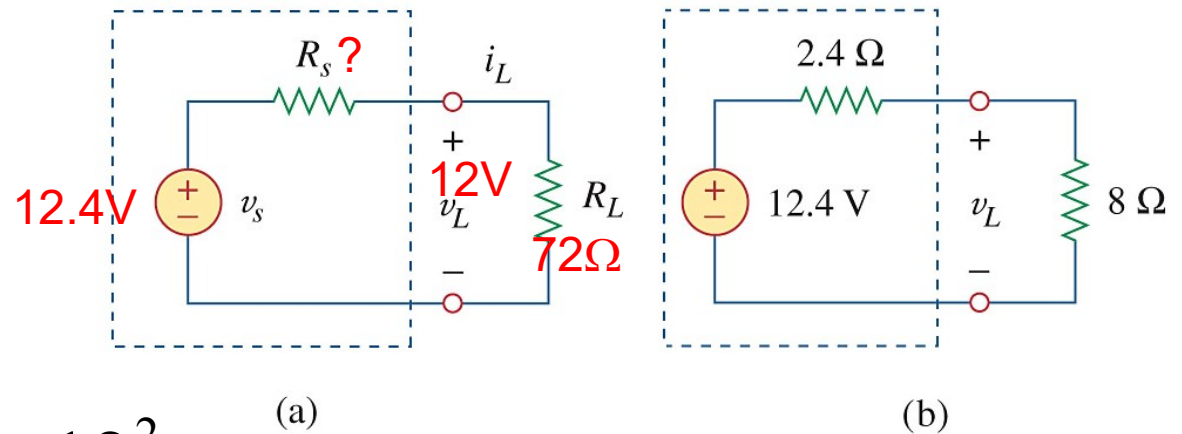 Rs ? iL
+
12.4V + − vs 12V vL RL
72Ω
−
(a)
2.4 Ω
+
+ − 12.4 V vL 8 Ω
−
(b)